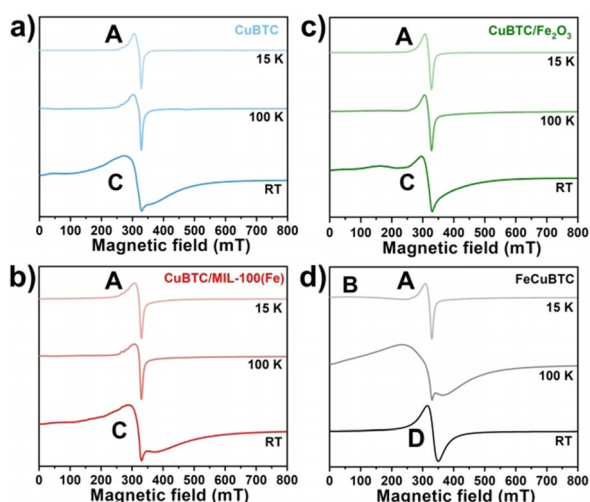 a)
CuBTC
A
15 K
100 K
C
RT
0 100 200 300 400 500 600 700 800
Magnetic field (mT)
c)
CuBTC/Fe₂O₃
A
15 K
100 K
C
RT
0 100 200 300 400 500 600 700 800
Magnetic field (mT)
b)
CuBTC/MIL-100(Fe)
A
15 K
100 K
C
RT
0 100 200 300 400 500 600 700 800
Magnetic field (mT)
d)
FeCuBTC
B A
15 K
100 K
D
RT
0 100 200 300 400 500 600 700 800
Magnetic field (mT)